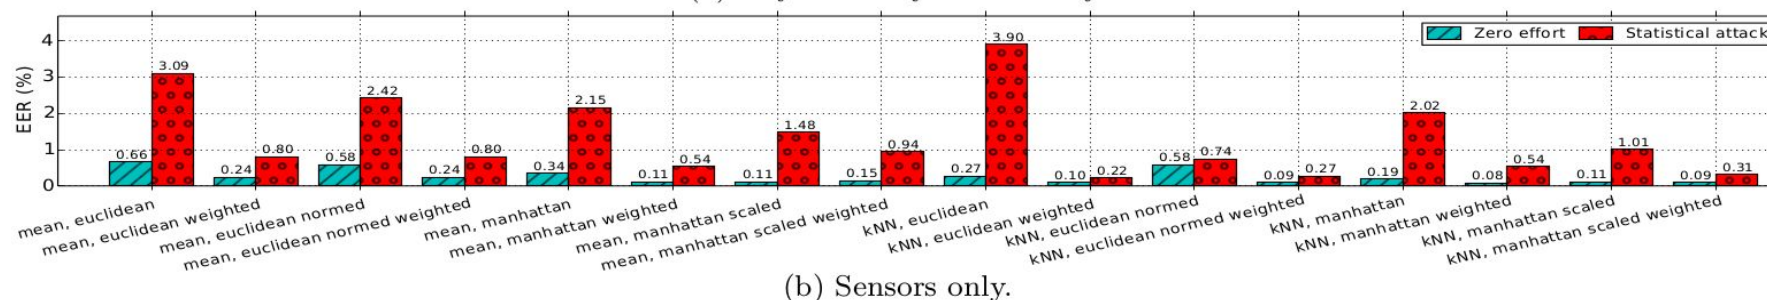 Zero effort Statistical attack
EER (%)
4
3
2
1
0
0.66 3.09 0.24 0.80 0.58 2.42 0.24 0.80 0.34 2.15 0.11 0.54 0.11 1.48 0.15 0.94 0.27 3.90 0.10 0.22 0.58 0.74 0.09 0.27 0.19 2.02 0.08 0.54 0.11 1.01 0.09 0.31
mean, euclidean
mean, euclidean weighted
mean, euclidean normed
mean, euclidean normed weighted
mean, manhattan
mean, manhattan weighted
mean, manhattan scaled
mean, manhattan scaled weighted
kNN, euclidean
kNN, euclidean weighted
kNN, euclidean normed
kNN, euclidean normed weighted
kNN, manhattan
kNN, manhattan weighted
kNN, manhattan scaled
kNN, manhattan scaled weighted
(b) Sensors only.